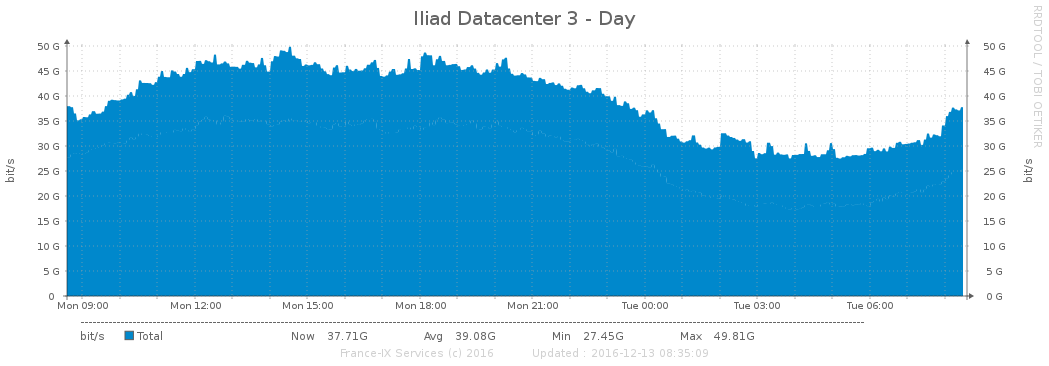 Iliad Datacenter 3 - Day
RRDTOOL / TOBI OETIKER
bit/s
50 G 50 G
45 G 45 G
40 G 40 G
35 G 35 G
30 G 30 G
25 G 25 G
20 G 20 G
15 G 15 G
10 G 10 G
5 G 5 G
0 0 G
bit/s
Mon 09:00 Mon 12:00 Mon 15:00 Mon 18:00 Mon 21:00 Tue 00:00 Tue 03:00 Tue 06:00
bit/s Total Now 37.71G Avg 39.08G Min 27.45G Max 49.81G
France-IX Services (c) 2016 Updated : 2016-12-13 08:35:09